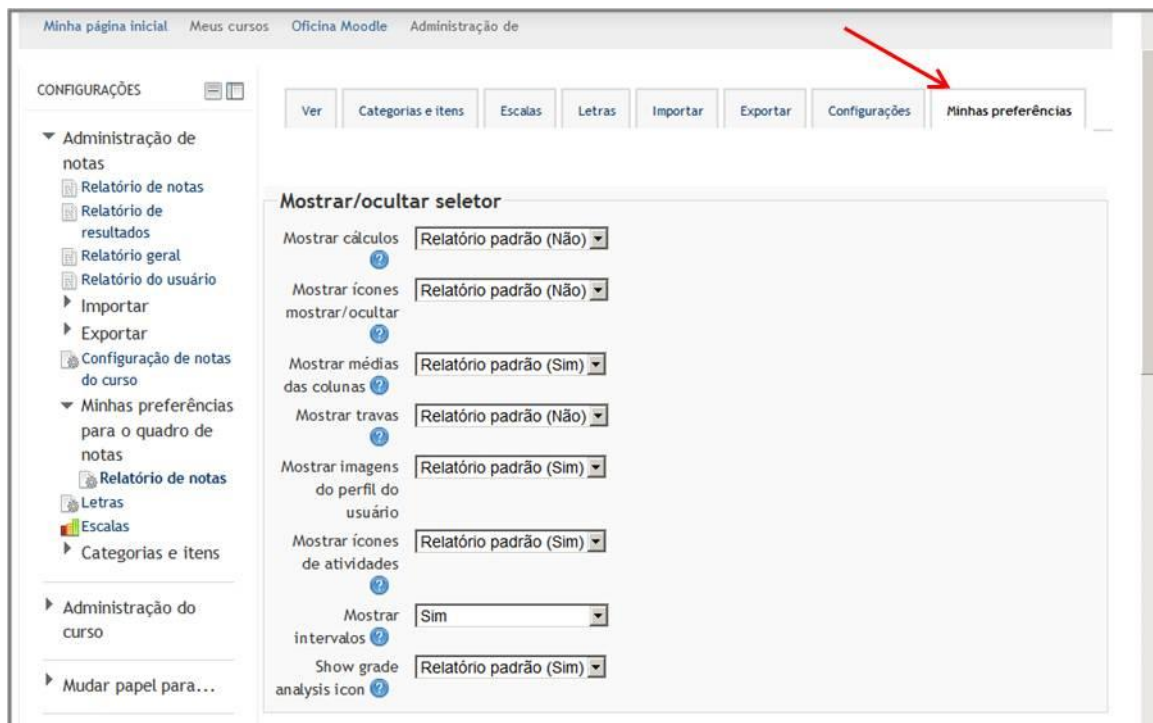 Minha página inicial Meus cursos Oficina Moodle Administração de
CONFIGURAÇÕES
Administração de
notas
Relatório de notas
Relatório de
resultados
Relatório geral
Relatório do usuário
Importar
Exportar
Configuração de notas
do curso
Minhas preferências
para o quadro de
notas
Relatório de notas
Letras
Escalas
Categorias e itens
Administração do
curso
Mudar papel para...
Ver Categorias e itens Escalas Letras Importar Exportar Configurações Minhas preferências
Mostrar/ocultar seletor
Mostrar cálculos Relatório padrão (Não)
Mostrar ícones Relatório padrão (Não)
mostrar/ocultar
Mostrar médias Relatório padrão (Sim)
das colunas
Mostrar travas Relatório padrão (Não)
Mostrar imagens Relatório padrão (Sim)
do perfil do
usuário
Mostrar ícones Relatório padrão (Sim)
de atividades
Mostrar Sim
intervalos
Show grade Relatório padrão (Sim)
analysis icon